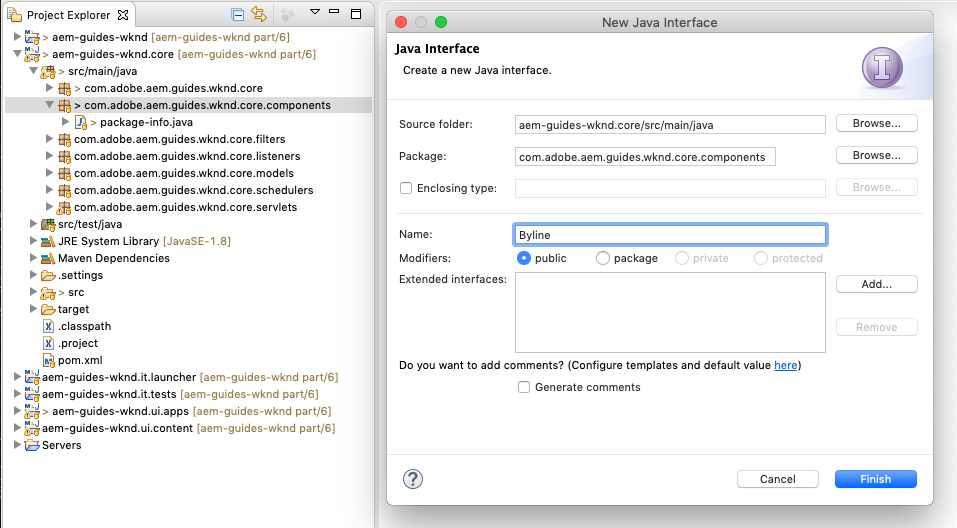 Project Explorer
> aem-guides-wknd [aem-guides-wknd part/6]
> aem-guides-wknd.core [aem-guides-wknd part/6]
> src/main/java
> com.adobe.aem.guides.wknd.core
> com.adobe.aem.guides.wknd.core.components
> package-info.java
com.adobe.aem.guides.wknd.core.filters
com.adobe.aem.guides.wknd.core.listeners
com.adobe.aem.guides.wknd.core.models
com.adobe.aem.guides.wknd.core.schedulers
com.adobe.aem.guides.wknd.core.servlets
src/test/java
JRE System Library [JavaSE-1.8]
Maven Dependencies
.settings
> src
target
.classpath
.project
pom.xml
aem-guides-wknd.it.launcher [aem-guides-wknd part/6]
aem-guides-wknd.it.tests [aem-guides-wknd part/6]
> aem-guides-wknd.ui.apps [aem-guides-wknd part/6]
aem-guides-wknd.ui.content [aem-guides-wknd part/6]
Servers
New Java Interface
Java Interface
Create a new Java interface.
Source folder: aem-guides-wknd.core/src/main/java Browse...
Package: com.adobe.aem.guides.wknd.core.components Browse...
Enclosing type: Browse...
Name: Byline
Modifiers: public package private protected
Extended interfaces: Add...
Remove
Do you want to add comments? (Configure templates and default value here)
Generate comments
? Cancel Finish